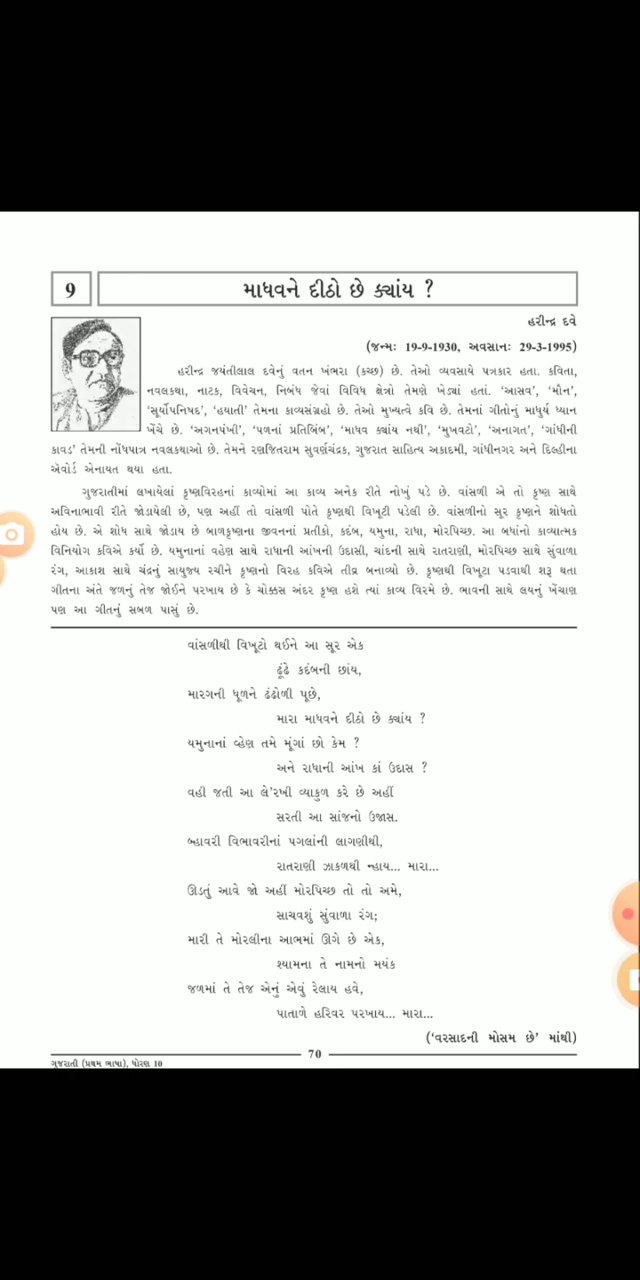 9
માધવને દીઠો છે ક્યાંય ?
હરીન્દ્ર દવે
(જન્મ: 19-9-1930, અવસાન: 29-3-1995)
હરીન્દ્ર જયંતીલાલ દવેનું વતન ખંભરા (કચ્છ) છે. તેઓ વ્યવસાયે પત્રકાર હતા. કવિતા,
નવલકથા, નાટક, વિવેચન, નિબંધ જેવાં વિવિધ ક્ષેત્રો તેમણે ખેડ્યાં હતાં. ‘આસવ’, ‘મૌન’,
‘સૂર્યોપનિષદ’, ‘હયાતી’ તેમના કાવ્યસંગ્રહો છે. તેઓ મુખ્યત્વે કવિ છે. તેમનાં ગીતોનું માધુર્ય ધ્યાન
ખેંચે છે. ‘અગનપંખી’, ‘પળનાં પ્રતિબિંબ’, ‘માધવ ક્યાંય નથી’, ‘મુખવટો’, ‘અનાગત’, ‘ગાંધીની
કાવડ’ તેમની નોંધપાત્ર નવલકથાઓ છે. તેમને રણજિતરામ સુવર્ણચંદ્રક, ગુજરાત સાહિત્ય અકાદમી, ગાંધીનગર અને દિલ્હીના
ઍવોર્ડ એનાયત થયા હતા.
ગુજરાતીમાં લખાયેલાં કૃષ્ણવિરહનાં કાવ્યોમાં આ કાવ્ય અનેક રીતે નોખું પડે છે. વાંસળી એ તો કૃષ્ણ સાથે
અવિનાભાવી રીતે જોડાયેલી છે, પણ અહીં તો વાંસળી પોતે કૃષ્ણથી વિખૂટી પડેલી છે. વાંસળીનો સૂર કૃષ્ણને શોધતો
હોય છે. એ શોધ સાથે જોડાય છે બાળકૃષ્ણના જીવનનાં પ્રતીકો, કદંબ, યમુના, રાધા, મોરપિચ્છ. આ બધાંનો કાવ્યાત્મક
વિનિયોગ કવિએ કર્યો છે. યમુનાનાં વહેણ સાથે રાધાની આંખની ઉદાસી, ચાંદની સાથે રાતરાણી, મોરપિચ્છ સાથે સુંવાળા
રંગ, આકાશ સાથે ચંદ્રનું સાયુજ્ય રચીને કૃષ્ણનો વિરહ કવિએ તીવ્ર બનાવ્યો છે. કૃષ્ણથી વિખૂટા પડવાથી શરૂ થતા
ગીતના અંતે જળનું તેજ જોઈને પરખાય છે કે ચોક્કસ અંદર કૃષ્ણ હશે ત્યાં કાવ્ય વિરમે છે. ભાવની સાથે લયનું ખેંચાણ
પણ આ ગીતનું સબળ પાસું છે.
વાંસળીથી વિખૂટો થઈને આ સૂર એક
ઢૂંઢે કદંબની છાંય,
મારગની ધૂળને ઢંઢોળી પૂછે,
મારા માધવને દીઠો છે ક્યાંય ?
યમુનાનાં વ્હેણ તમે મૂંગાં છો કેમ ?
અને રાધાની આંખ કાં ઉદાસ ?
વહી જતી આ લે'રખી વ્યાકુળ કરે છે અહીં
સરતી આ સાંજનો ઉજાસ.
બ્હાવરી વિભાવરીનાં પગલાંની લાગણીથી,
રાતરાણી ઝાકળથી ન્હાય... મારા...
ઊડતું આવે જો અહીં મોરપિચ્છ તો તો અમે,
સાચવશું સુંવાળા રંગ;
મારી તે મોરલીના આભમાં ઊગે છે એક,
શ્યામના તે નામનો મયંક
જળમાં તે તેજ એનું એવું રેલાય હવે,
પાતાળે હરિવર પરખાય... મારા...
(‘વરસાદની મોસમ છે’ માંથી)
70
ગુજરાતી (પ્રથમ ભાષા), ધોરણ 10